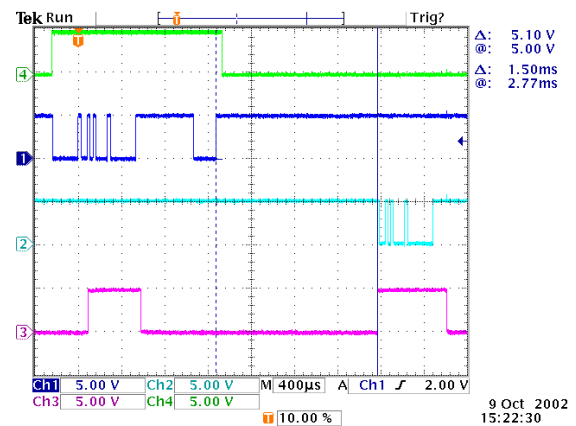 Tek Run Trig?
T
T
Δ: 5.10 V
@: 5.00 V
Δ: 1.50ms
@: 2.77ms
4
1
2
3
Ch1 5.00 V Ch2 5.00 V M 400µs A Ch1 2.00 V
Ch3 5.00 V Ch4 5.00 V
T 10.00 %
9 Oct 2002
15:22:30